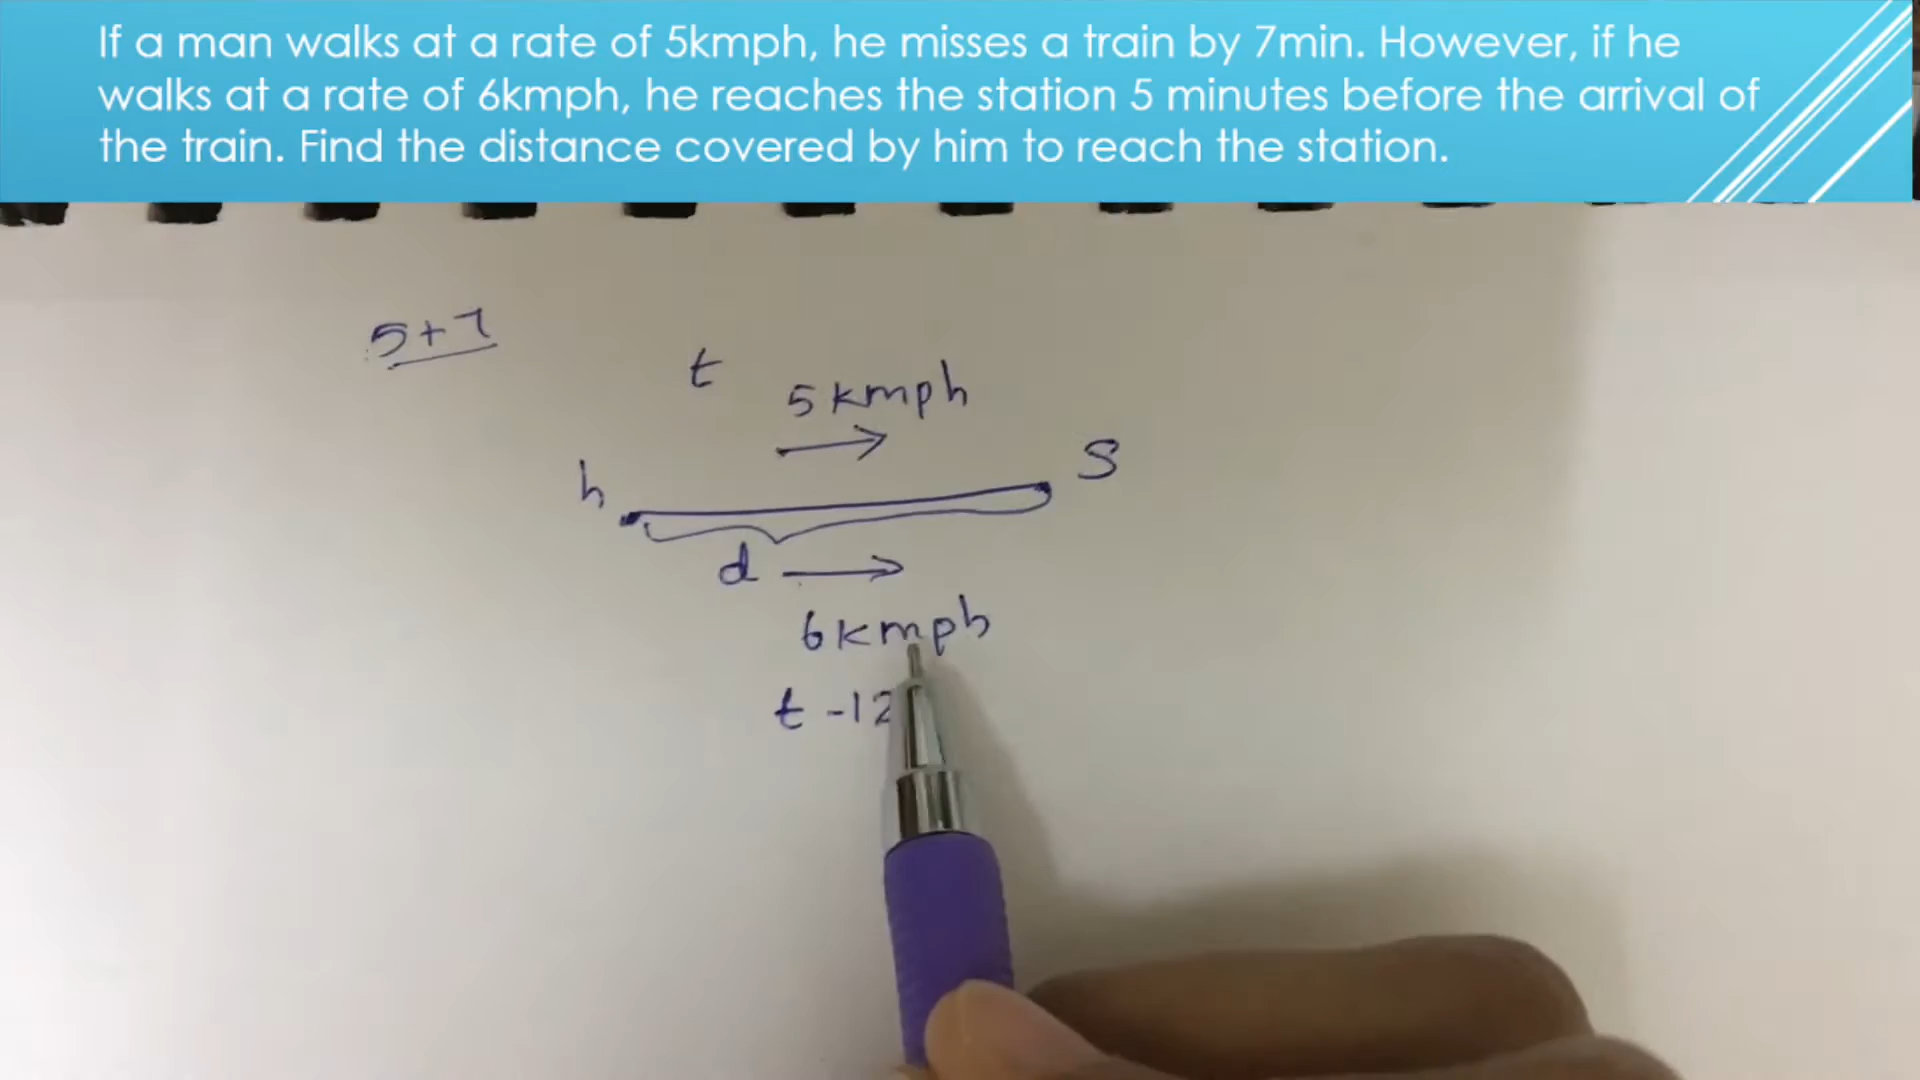 If a man walks at a rate of 5kmph, he misses a train by 7min. However, if he
walks at a rate of 6kmph, he reaches the station 5 minutes before the arrival of
the train. Find the distance covered by him to reach the station.
5+7
t
5kmph
h
S
d
6kmph
t-12